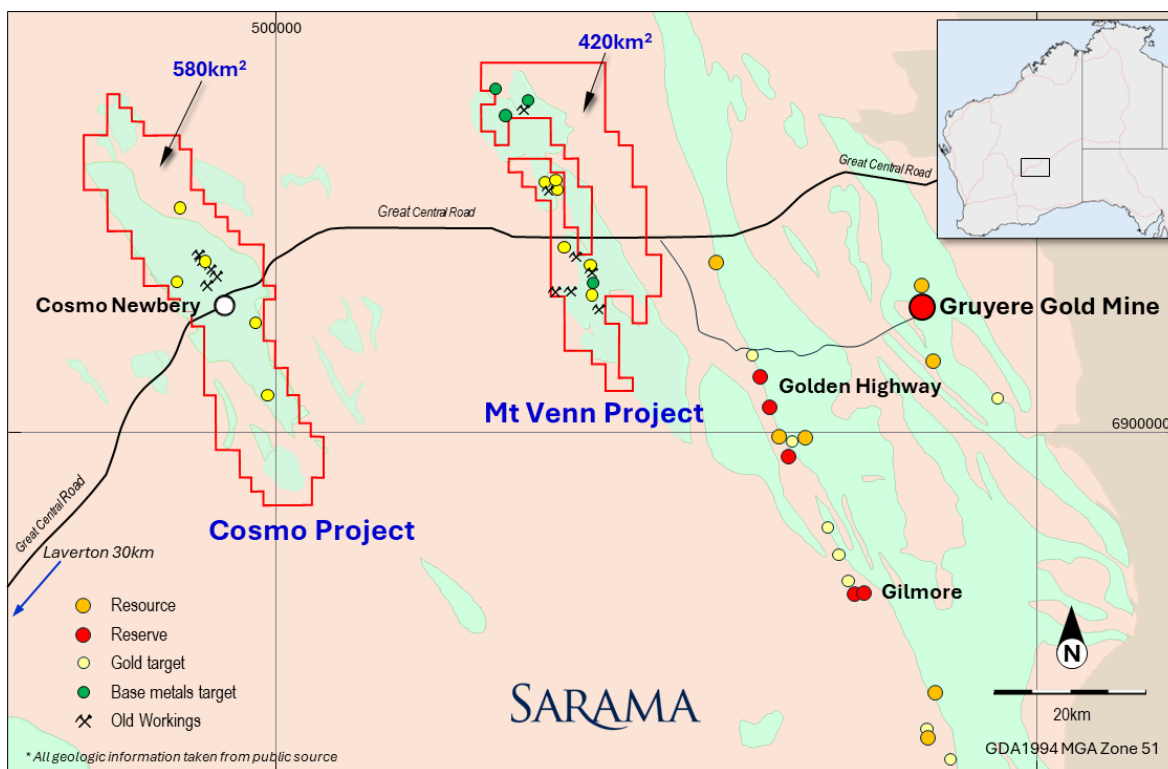 500000
580km²
420km²
Great Central Road
Great Central Road
Cosmo Newbery
Gruyere Gold Mine
Golden Highway
Mt Venn Project
6900000
Cosmo Project
Great Central Road
Laverton 30km
Gilmore
Resource
Reserve
Gold target
Base metals target
Old Workings
N
SARAMA
20km
* All geologic information taken from public source
GDA1994 MGA Zone 51